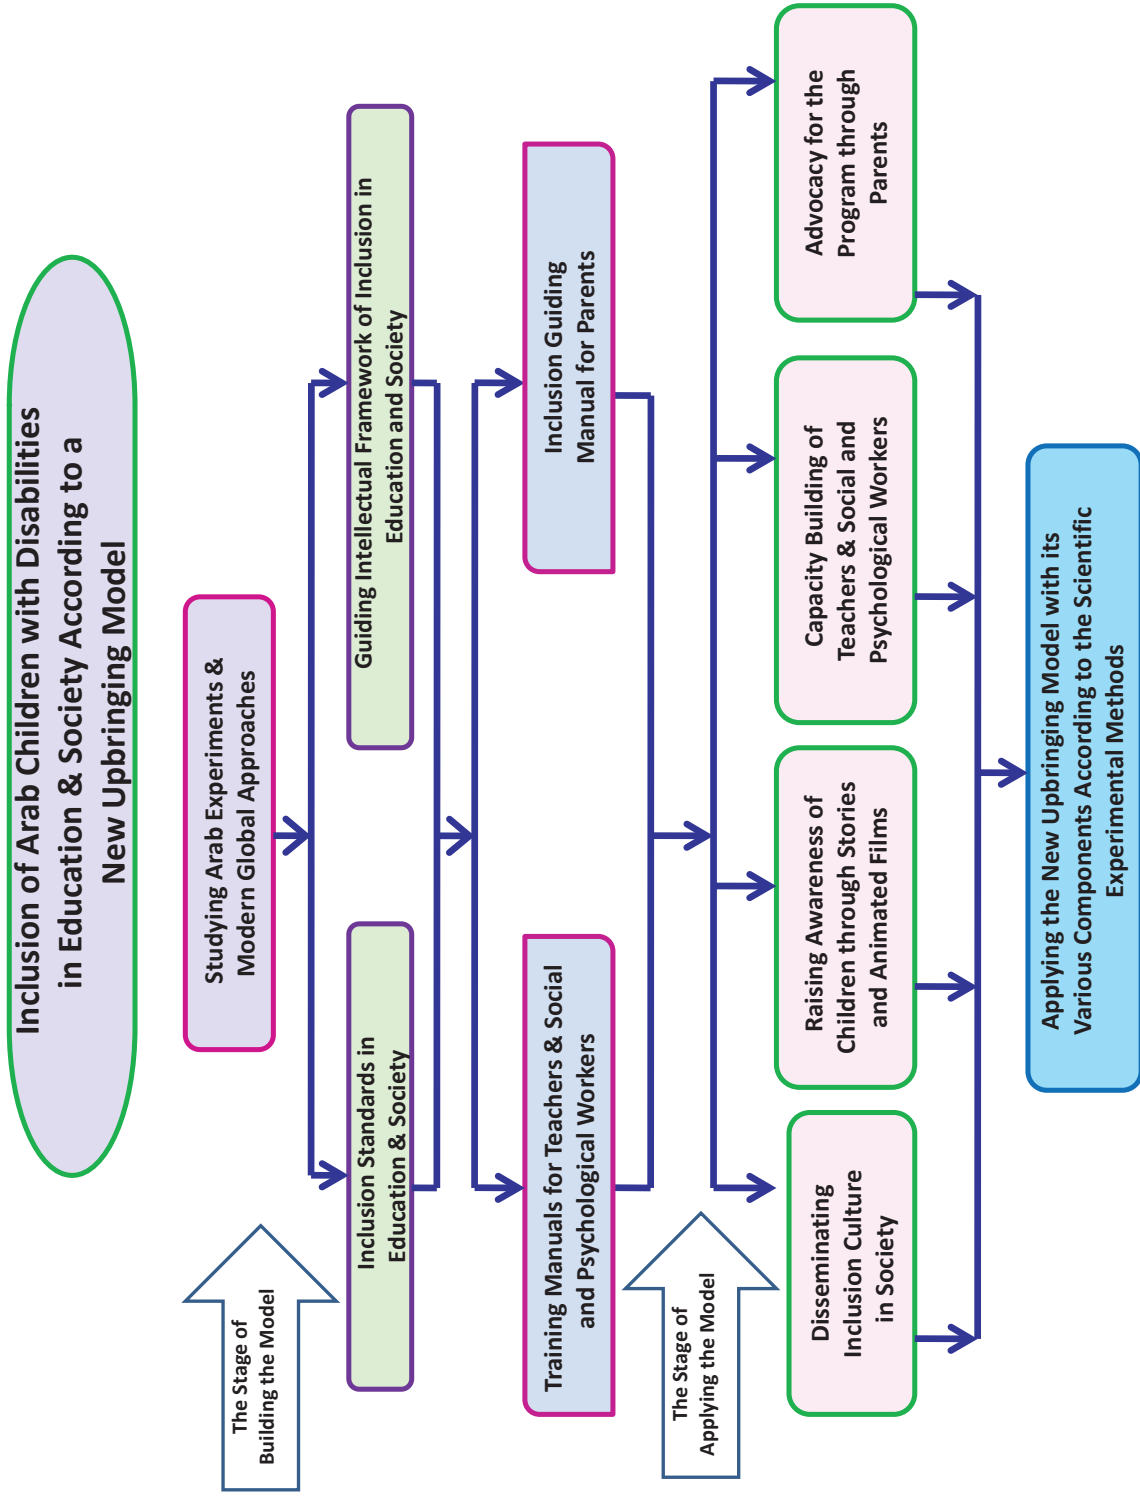 Inclusion of Arab Children with Disabilities
in Education & Society According to a
New Upbringing Model
The Stage of
Building the Model
Studying Arab Experiments &
Modern Global Approaches
Inclusion Standards in
Education & Society
Guiding Intellectual Framework of Inclusion in
Education and Society
Training Manuals for Teachers & Social
and Psychological Workers
Inclusion Guiding
Manual for Parents
The Stage of
Applying the Model
Disseminating
Inclusion Culture
in Society
Raising Awareness of
Children through Stories
and Animated Films
Capacity Building of
Teachers & Social and
Psychological Workers
Advocacy for the
Program through
Parents
Applying the New Upbringing Model with its
Various Components According to the Scientific
Experimental Methods